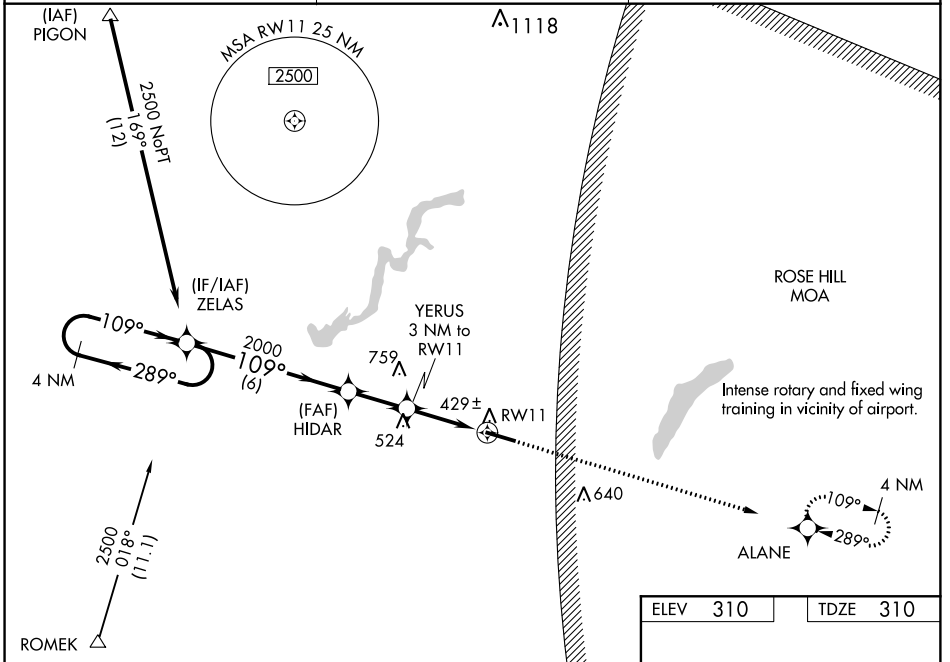 (IAF)
PIGON
1118
MSA RW11 25 NM
2500
2500 NoPT
169°
(12)
(IF/IAF)
ZELAS
ROSE HILL
MOA
YERUS
3 NM to
RW11
109°
2000
109°
(6)
759
4 NM
289°
Intense rotary and fixed wing
training in vicinity of airport.
(FAF)
HIDAR
429±
RW11
524
4 NM
640
109°
289°
ALANE
2500
018°
(11.1)
ROMEK
ELEV 310
TDZE 310